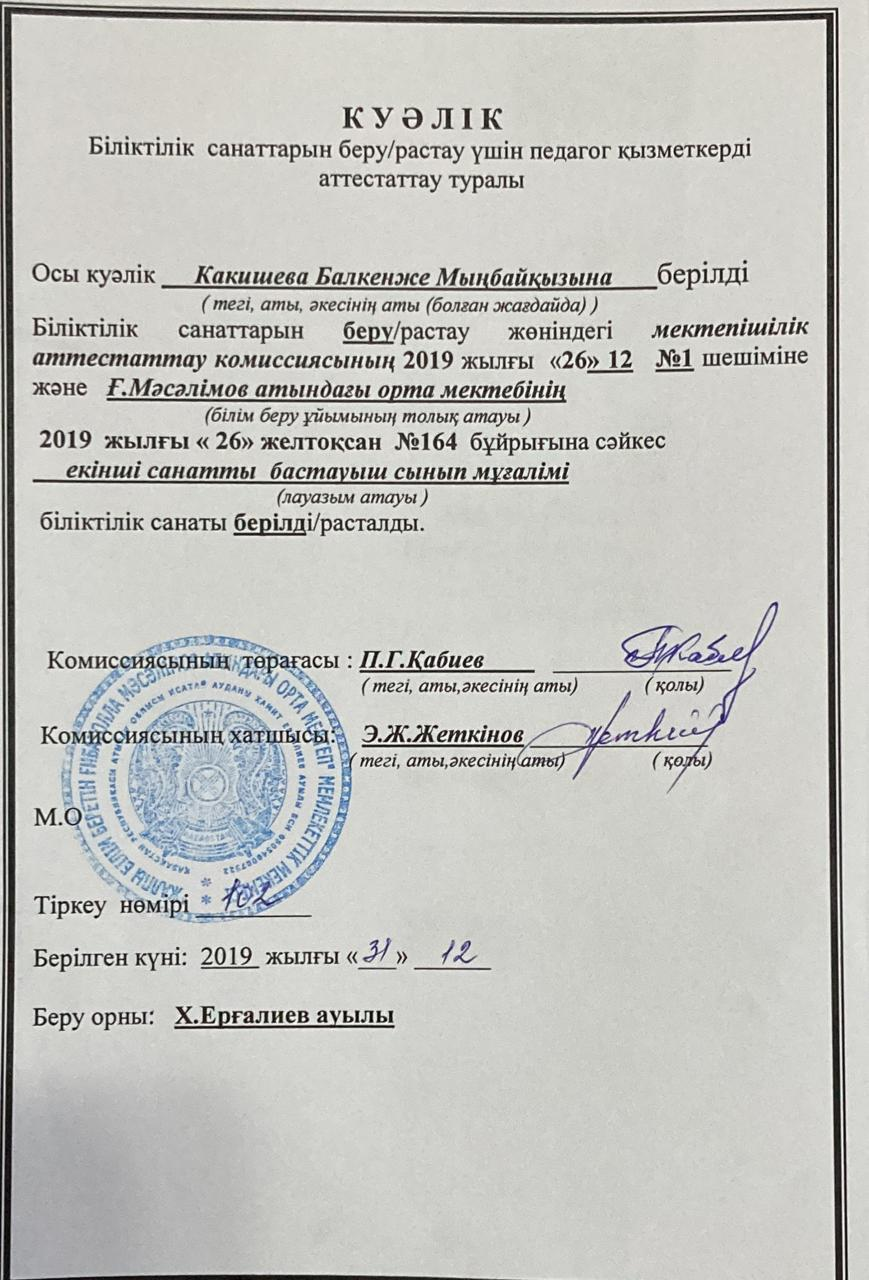 КУӘЛІК
Біліктілік санаттарын беру/растау үшін педагог қызметкерді
аттестаттау туралы
Осы куәлік Какишева Балкенже Мыңбайқызына берілді
( тегі, аты, әкесінің аты (болған жағдайда) )
Біліктілік санаттарын беру/растау жөніндегі мектепішілік
аттестаттау комиссиясының 2019 жылғы «26» 12 №1 шешіміне
және Ғ.Мәсәлімов атындағы орта мектебінің
(білім беру ұйымының толық атауы )
2019 жылғы « 26» желтоқсан №164 бұйрығына сәйкес
екінші санатты бастауыш сынып мұғалімі
(лауазым атауы )
біліктілік санаты берілді/расталды.
Комиссиясының төрағасы : П.Г.Қабиев
( тегі, аты,әкесінің аты) ( қолы)
Комиссиясының хатшысы: Э.Ж.Жеткінов
( тегі, аты,әкесінің аты) ( қолы)
М.О
Тіркеу нөмірі 102
Берілген күні: 2019 жылғы «31» 12
Беру орны: Х.Ерғалиев ауылы